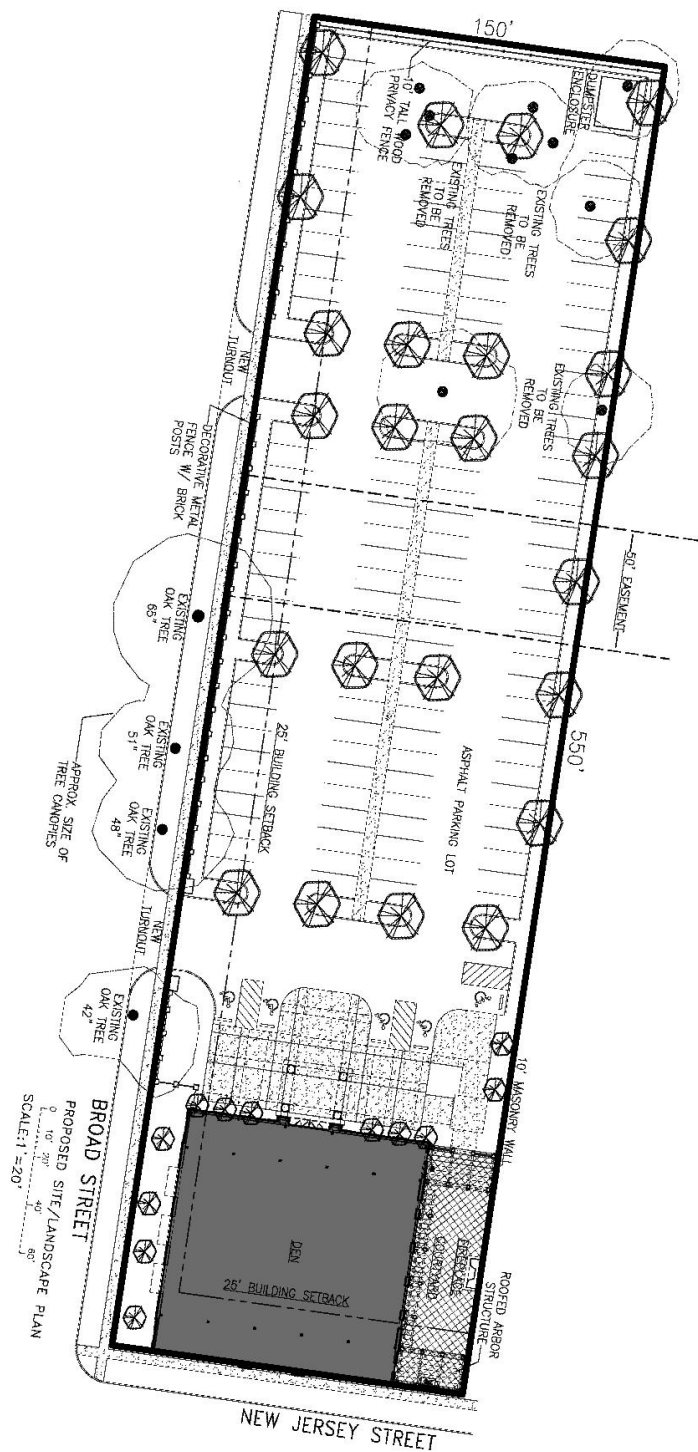 150'
DUMPSTER
ENCLOSURE
10' TALL WOOD
PRIVACY FENCE
EXISTING TREES
TO BE
REMOVED
EXISTING TREES
TO BE
REMOVED
NEW
TURNOUT
EXISTING TREES
TO BE
REMOVED
DECORATIVE METAL
FENCE W/ BRICK
POSTS
50' EASEMENT
EXISTING
OAK TREE
65"
550'
EXISTING
OAK TREE
51"
25' BUILDING SETBACK
ASPHALT PARKING LOT
EXISTING
OAK TREE
48"
APPROX SIZE OF
TREE CANOPIES
NEW
TURNOUT
EXISTING
OAK TREE
42"
10' MASONRY WALL
BROAD STREET
PROPOSED SITE/LANDSCAPE PLAN
0 10' 20' 40' 80'
SCALE:1"=20'
DEN
25' BUILDING SETBACK
COURTYARD
ROOFED ARBOR
STRUCTURE
NEW JERSEY STREET